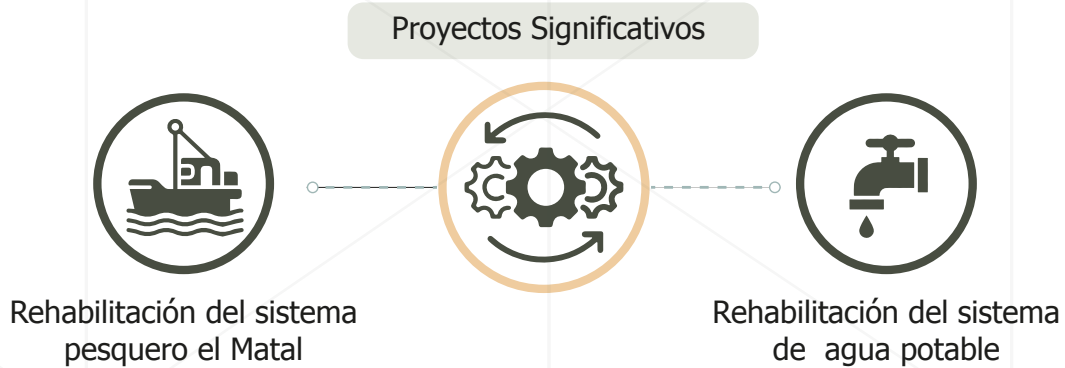 Proyectos Significativos
Rehabilitación del sistema
pesquero el Matal
Rehabilitación del sistema
de agua potable